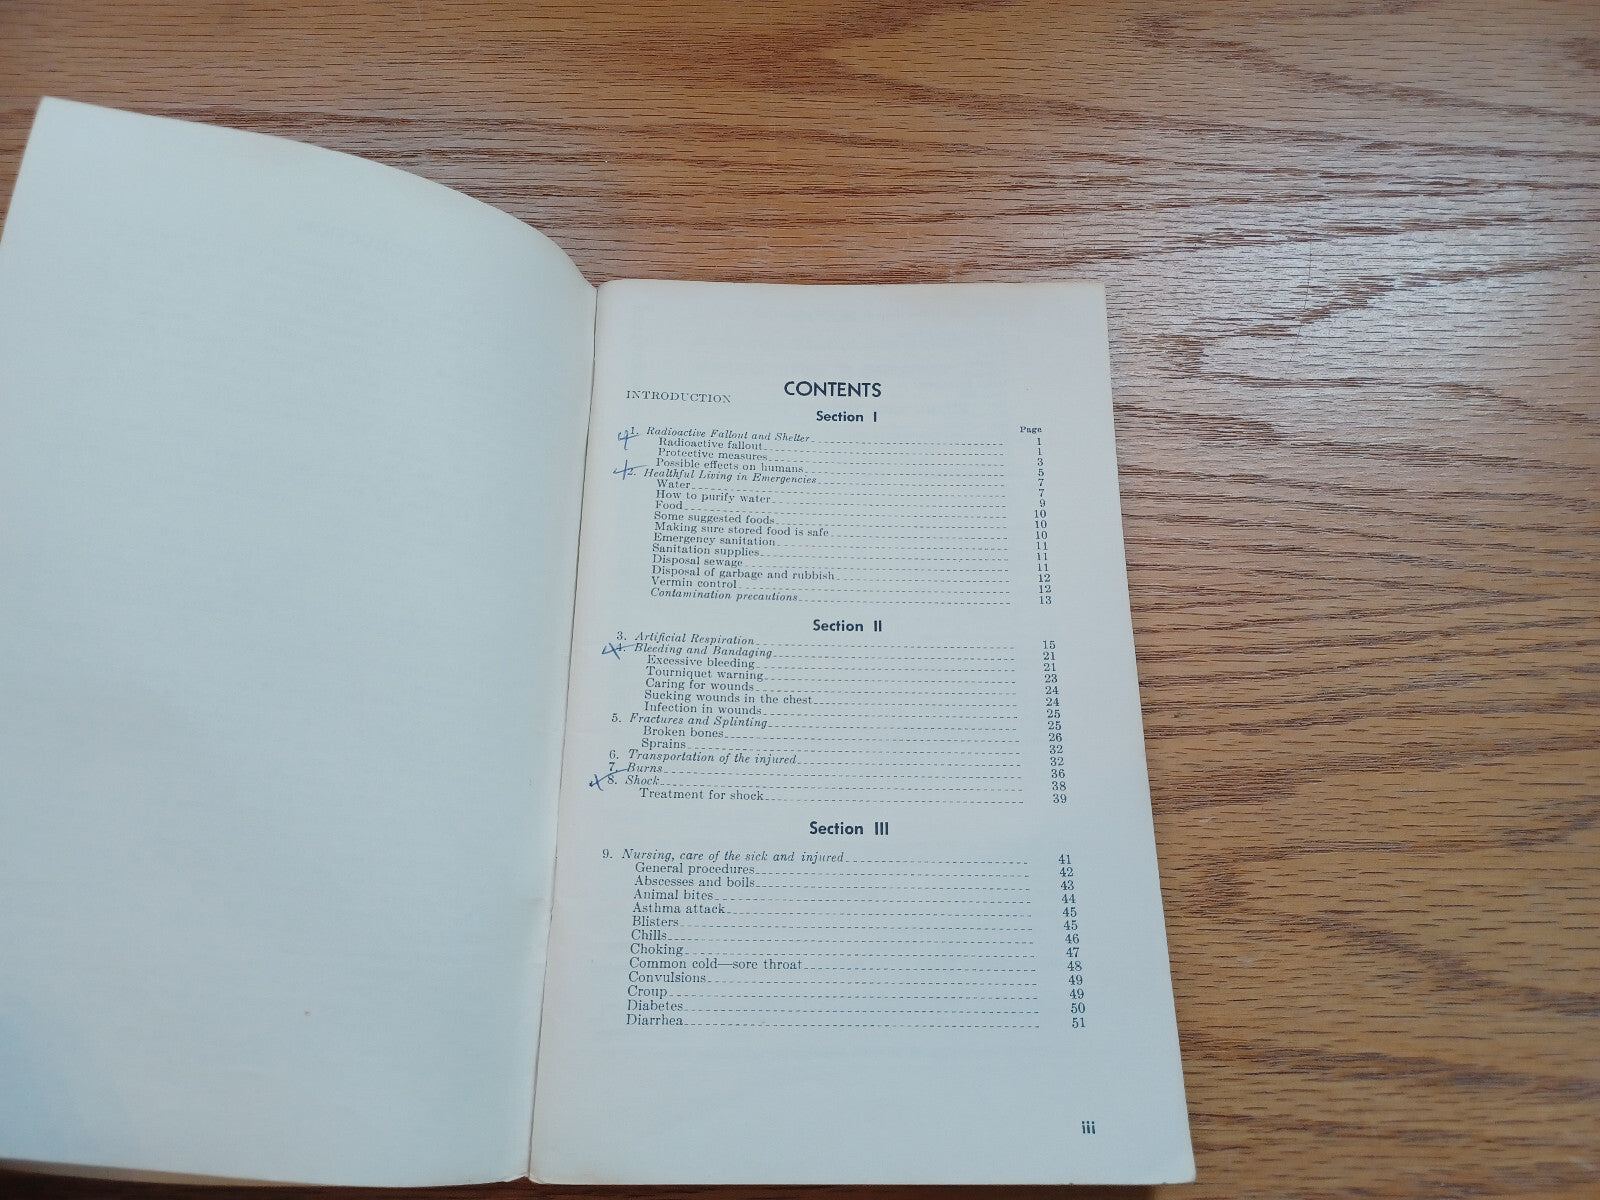 CONTENTS
INTRODUCTION
Section I
Page
1. Radioactive Fallout and Shelter 1
Radioactive fallout 1
Protective measures 3
Possible effects on humans 5
2. Healthful Living in Emergencies 7
Water 7
How to purify water 9
Food 10
Some suggested foods 10
Making sure stored food is safe 10
Emergency sanitation 11
Sanitation supplies 11
Disposal sewage 11
Disposal of garbage and rubbish 12
Vermin control 12
Contamination precautions 13
Section II
3. Artificial Respiration 15
4. Bleeding and Bandaging 21
Excessive bleeding 21
Tourniquet warning 23
Caring for wounds 24
Sucking wounds in the chest 24
Infection in wounds 25
5. Fractures and Splinting 25
Broken bones 26
Sprains 32
6. Transportation of the injured 32
7. Burns 36
8. Shock 38
Treatment for shock 39
Section III
9. Nursing, care of the sick and injured 41
General procedures 42
Abscesses and boils 43
Animal bites 44
Asthma attack 45
Blisters 45
Chills 46
Choking 47
Common cold—sore throat 48
Convulsions 49
Croup 49
Diabetes 50
Diarrhea 51
iii